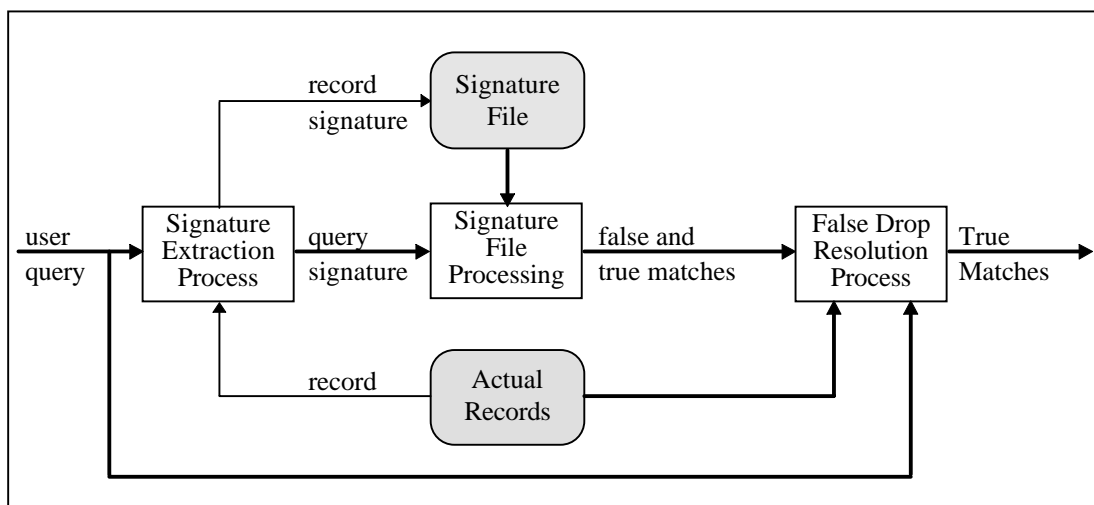 record
signature
Signature
File
user
query
Signature
Extraction
Process
query
signature
Signature
File
Processing
false and
true matches
False Drop
Resolution
Process
True
Matches
record
Actual
Records